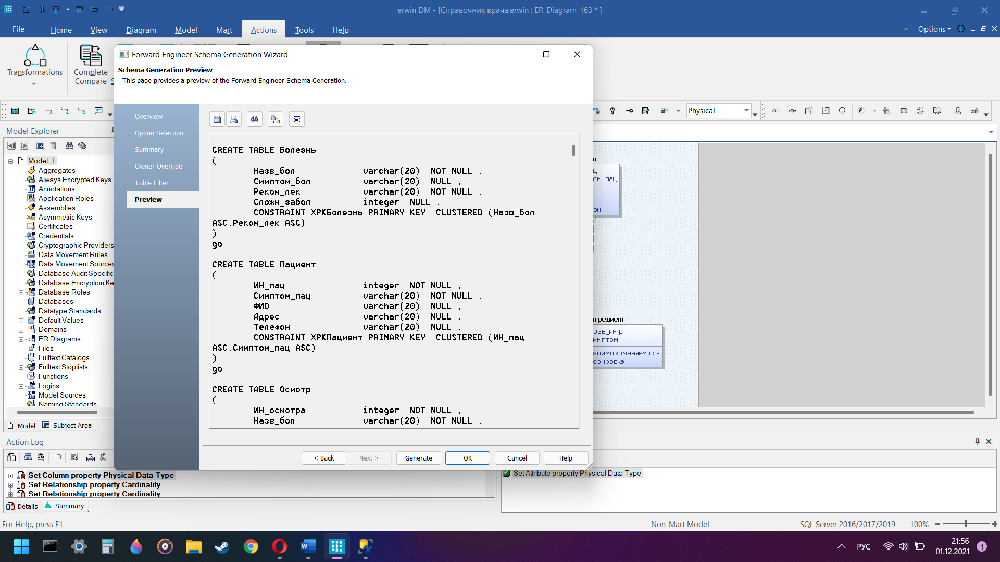 erwin DM - [Справочник врача.erwin : ER_Diagram_163 * ]
File
Home
View
Diagram
Model
Mart
Actions
Tools
Help
Options
Transformations
Complete
Compare
Forward Engineer Schema Generation Wizard
Schema Generation Preview
This page provides a preview of the Forward Engineer Schema Generation.
Overview
Option Selection
Summary
Owner Override
Table Filter
Preview
CREATE TABLE Болезнь
(
Назв_бол varchar(20) NOT NULL ,
Симптом_бол varchar(20) NULL ,
Реком_лек varchar(20) NOT NULL ,
Сложн_забол integer NULL ,
CONSTRAINT XPKБолезнь PRIMARY KEY CLUSTERED (Назв_бол
ASC,Реком_лек ASC)
)
go
CREATE TABLE Пациент
(
ИН_пац integer NOT NULL ,
Симптом_пац varchar(20) NOT NULL ,
ФИО varchar(20) NULL ,
Адрес varchar(20) NULL ,
Телефон varchar(20) NULL ,
CONSTRAINT XPKПациент PRIMARY KEY CLUSTERED (ИН_пац
ASC,Симптом_пац ASC)
)
go
CREATE TABLE Осмотр
(
ИН_осмотра integer NOT NULL ,
Назв_бол varchar(20) NOT NULL ,
< Back
Next >
Generate
OK
Cancel
Help
Physical
нт
ц
ом_пац
он
нгредиент
азв_ингр
имптом
заимозаменяемость
озировка
Model Explorer
Model_1
Aggregates
Always Encrypted Keys
Annotations
Application Roles
Assemblies
Asymmetric Keys
Certificates
Credentials
Cryptographic Providers
Data Movement Rules
Data Movement Sources
Database Audit Specific
Database Encryption Ke
Database Roles
Databases
Datatype Standards
Default Values
Domains
ER Diagrams
Files
Fulltext Catalogs
Fulltext Stoplists
Functions
Logins
Model Sources
Naming Standards
Model
Subject Area
Action Log
Set Column property Physical Data Type
Set Relationship property Cardinality
Set Relationship property Cardinality
Details
Summary
Set Attribute property Physical Data Type
For Help, press F1
Non-Mart Model
SQL Server 2016/2017/2019
100%
РУС
21:56
01.12.2021
1